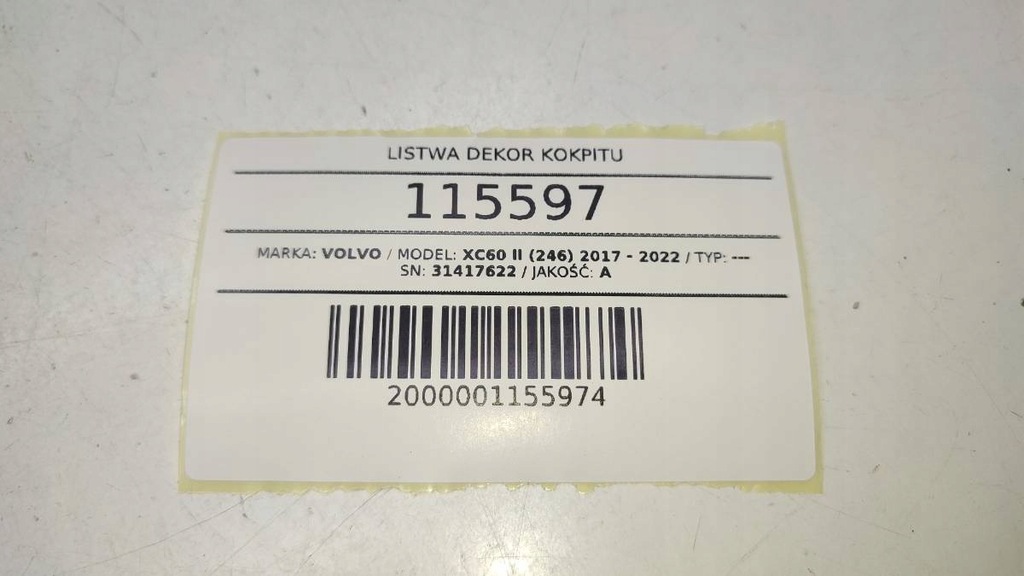 LISTWA DEKOR KOKPITU
115597
MARKA: VOLVO / MODEL: XC60 II (246) 2017 - 2022 / TYP: ---
SN: 31417622 / JAKOŚĆ: A
2000001155974